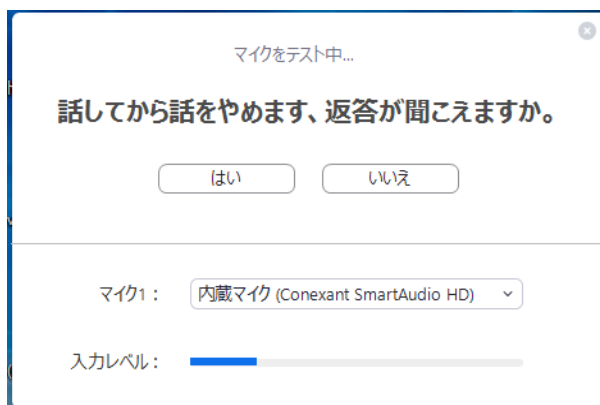 マイクをテスト中...
話してから話をやめます、返答が聞こえますか。
はい いいえ
マイク1： 内蔵マイク (Conexant SmartAudio HD)
入力レベル：